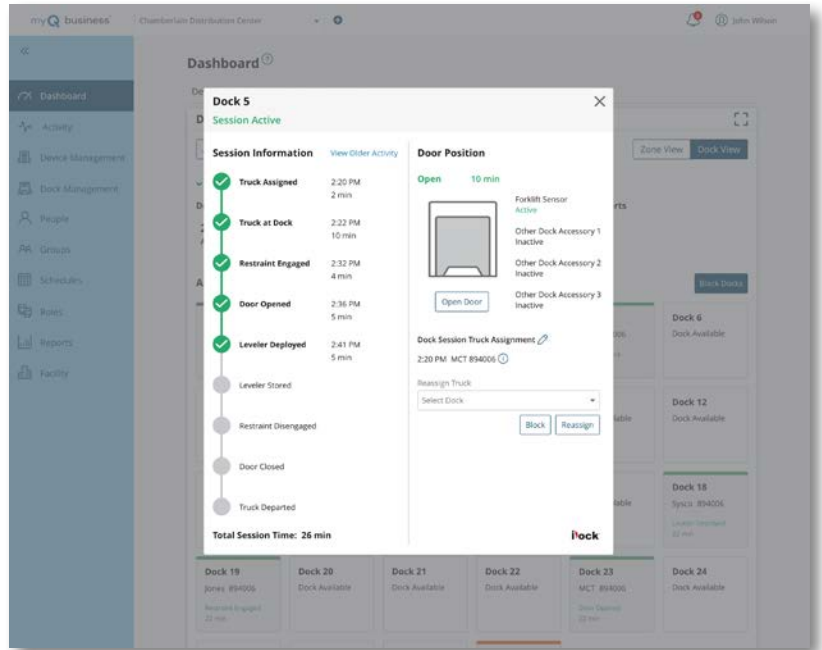 myQ business
Chamberlain Distribution Center
John Wilson
Dashboard
Activity
Device Management
Dock Management
People
Groups
Schedules
Rules
Reports
Facility
Dashboard
Zone View
Dock View
Block Docks
Dock 5
Session Active
Session Information
View Older Activity
Truck Assigned
2:20 PM
2 min
Truck at Dock
2:22 PM
10 min
Restraint Engaged
2:32 PM
4 min
Door Opened
2:36 PM
5 min
Leveler Deployed
2:41 PM
5 min
Leveler Stored
Restraint Disengaged
Door Closed
Truck Departed
Total Session Time: 26 min
Door Position
Open 10 min
Forklift Sensor
Active
Other Dock Accessory 1
Inactive
Other Dock Accessory 2
Inactive
Other Dock Accessory 3
Inactive
Open Door
Dock Session Truck Assignment
2:20 PM MCT 894006
Reassign Truck
Select Dock
Block
Reassign
iDock
Dock 6
Dock Available
Dock 12
Dock Available
Dock 18
Sysco 894006
22 min
Dock 19
Jones 894006
Restraint Engaged
22 min
Dock 20
Dock Available
Dock 21
Dock Available
Dock 22
Dock Available
Dock 23
MCT 894006
Door Opened
22 min
Dock 24
Dock Available